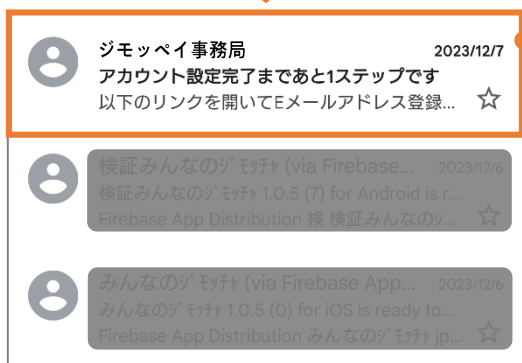 ジモッペイ事務局 2023/12/7
アカウント設定完了まであと1ステップです
以下のリンクを開いてEメールアドレス登録...
検証みんなのｼﾞﾓｯﾁｬ (via Firebase... 2023/12/6
検証みんなのｼﾞﾓｯﾁｬ 1.0.5 (7) for Android is r...
Firebase App Distribution 検 検証みんなのｼﾞ...
みんなのｼﾞﾓｯﾁｬ (via Firebase App... 2023/12/6
みんなのｼﾞﾓｯﾁｬ 1.0.5 (0) for iOS is ready to...
Firebase App Distribution みんなのｼﾞﾓｯﾁｬ jp...